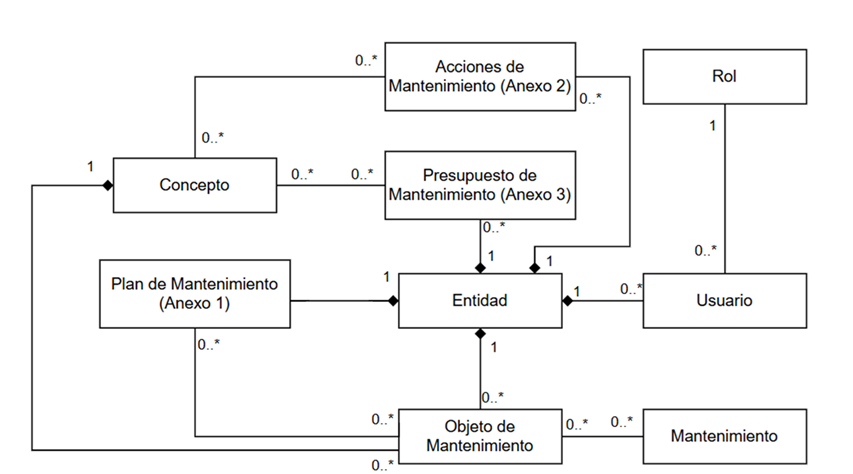 0..*
Acciones de
Mantenimiento (Anexo 2)
0..*
Rol
1
0..*
1
Concepto
0..*
0..*
Presupuesto de
Mantenimiento (Anexo 3)
0..*
1
1
0..*
Plan de Mantenimiento
(Anexo 1)
1
Entidad
1
0..*
Usuario
0..*
1
0..*
0..*
Objeto de
Mantenimiento
0..*
0..*
Mantenimiento
0..*